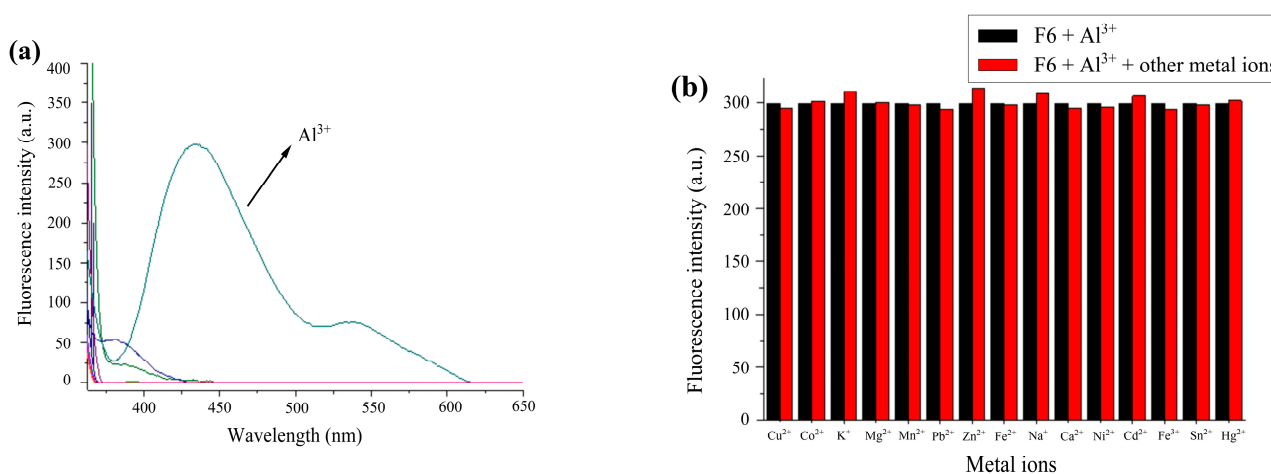 (a)
400
350
300
250
200
150
100
50
0
400
450
500
550
600
650
Fluorescence intensity (a.u.)
Wavelength (nm)
Al³⁺
(b)
F6 + Al³⁺
F6 + Al³⁺ + other metal ions
300
250
200
150
100
50
0
Fluorescence intensity (a.u.)
Cu²⁺ Co²⁺ K⁺ Mg²⁺ Mn²⁺ Pb²⁺ Zn²⁺ Fe²⁺ Na⁺ Ca²⁺ Ni²⁺ Cd²⁺ Fe³⁺ Sn²⁺ Hg²⁺
Metal ions